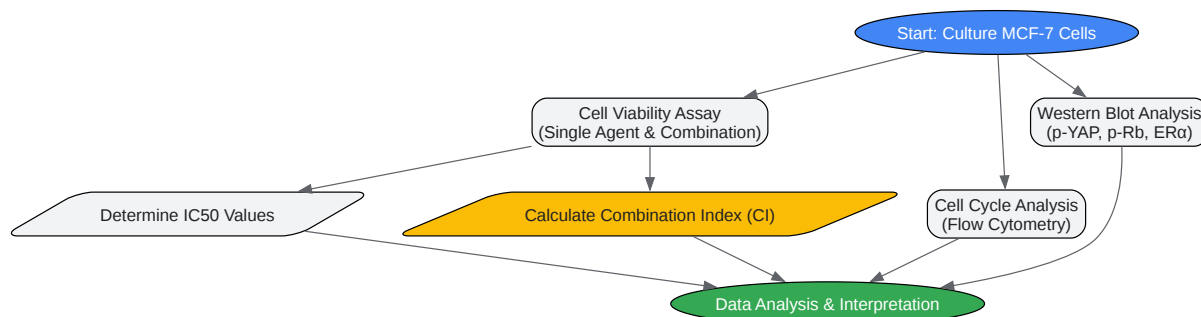 Start: Culture MCF-7 Cells
Cell Viability Assay
(Single Agent & Combination)
Western Blot Analysis
(p-YAP, p-Rb, ERα)
Determine IC50 Values
Calculate Combination Index (CI)
Cell Cycle Analysis
(Flow Cytometry)
Data Analysis & Interpretation